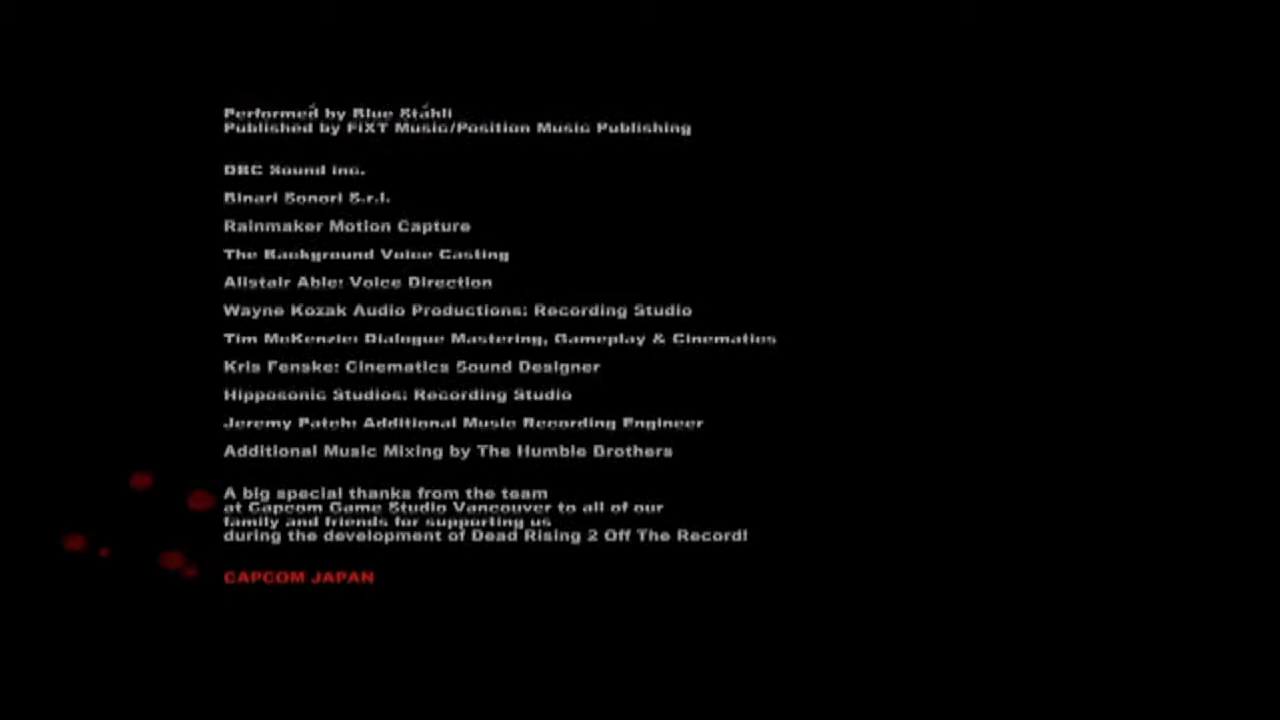 Performed by Blue Stahli
Published by FiXT Music/Position Music Publishing
DBC Sound Inc.
Binari Sonori S.r.l.
Rainmaker Motion Capture
The Background Voice Casting
Alistair Able: Voice Direction
Wayne Kozak Audio Productions: Recording Studio
Tim McKenzie: Dialogue Mastering, Gameplay & Cinematics
Kris Fenske: Cinematics Sound Designer
Hipposonic Studios: Recording Studio
Jeremy Patch: Additional Music Recording Engineer
Additional Music Mixing by The Humble Brothers
A big special thanks from the team
at Capcom Game Studio Vancouver to all of our
family and friends for supporting us
during the development of Dead Rising 2 Off The Record!
CAPCOM JAPAN